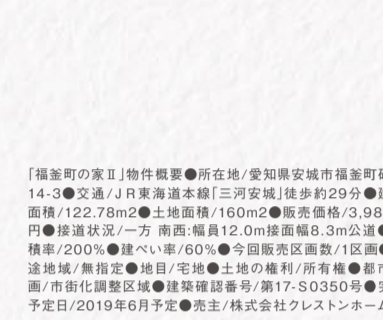 「福釜町の家Ⅱ」物件概要●所在地/愛知県安城市福釜町
14-3●交通/JR東海道本線「三河安城」徒歩約29分●
面積/122.78m2●土地面積/160m2●販売価格/3,98
円●接道状況/一方 南西:幅員12.0m接面幅8.3m公道●
積率/200%●建ぺい率/60%●今回販売区画数/1区画●
途地域/無指定●地目/宅地●土地の権利/所有権●都市
画/市街化調整区域●建築確認番号/第17-S0350号●
予定日/2019年6月予定●売主/株式会社クレストンホーム